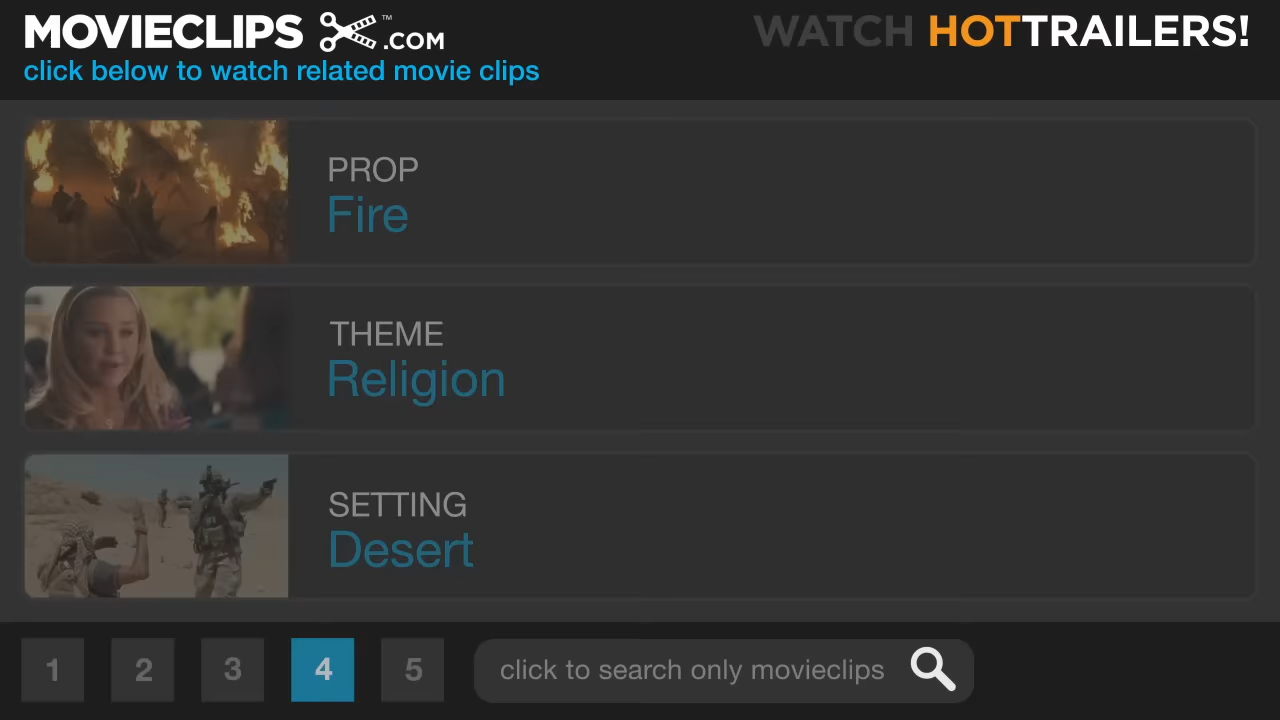 MOVIECLIPS ™ .COM
WATCH HOTTRAILERS!
click below to watch related movie clips
PROP
Fire
THEME
Religion
SETTING
Desert
1 2 3 4 5 click to search only movieclips